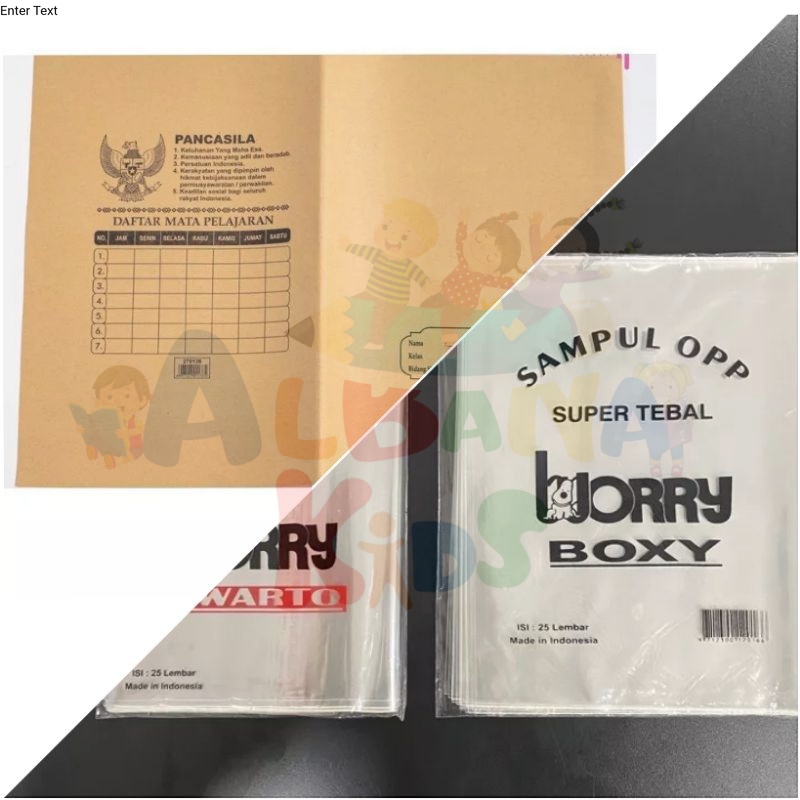 Enter Text
PANCASILA
1. Ketuhanan Yang Maha Esa.
2. Kemanusiaan yang adil dan beradab.
3. Persatuan Indonesia.
4. Kerakyatan yang dipimpin oleh
hikmat kebijaksanaan dalam
permusyawaratan / perwakilan.
5. Keadilan sosial bagi seluruh
rakyat Indonesia.
DAFTAR MATA PELAJARAN
NO. JAM SENIN SELASA RABU KAMIS JUMAT SABTU
1.
2.
3.
4.
5.
6.
7.
Nama
Kelas
Bidang
ALBANA
KIDS
SAMPUL OPP
SUPER TEBAL
WORRY
BOXY
ISI : 25 Lembar
Made in Indonesia
RRY
WARTO
ISI : 25 Lembar
Made in Indonesia